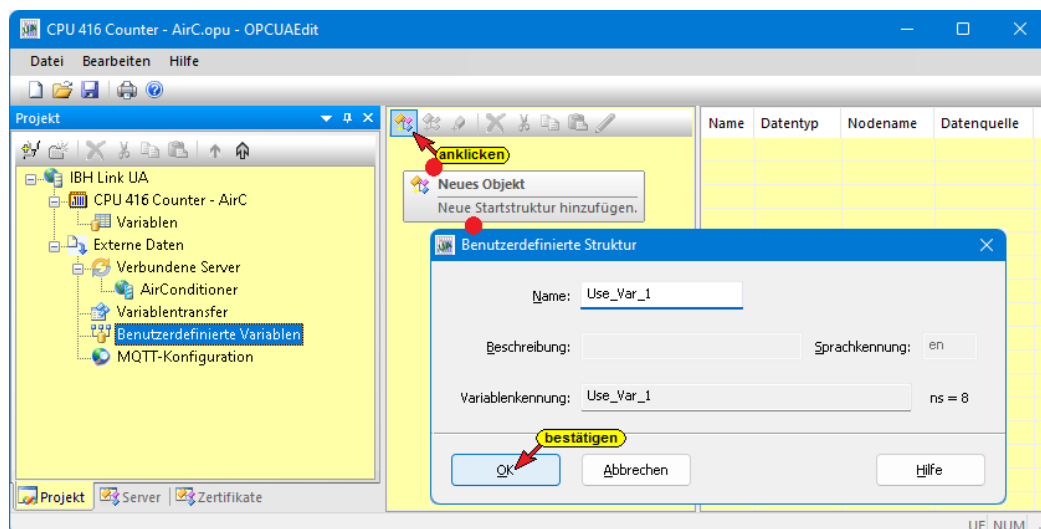 CPU 416 Counter - AirC.opu - OPCUAEdit
Datei Bearbeiten Hilfe
Projekt
IBH Link UA
CPU 416 Counter - AirC
Variablen
Externe Daten
Verbundene Server
AirConditioner
Variablentransfer
Benutzerdefinierte Variablen
MQTT-Konfiguration
Projekt Server Zertifikate
anklicken
Neues Objekt
Neue Startstruktur hinzufügen.
Name Datentyp Nodename Datenquelle
Benutzerdefinierte Struktur
Name: Use_Var_1
Beschreibung: Sprachkennung: en
Variablenkennung: Use_Var_1 ns = 8
bestätigen
OK Abbrechen Hilfe
UF NUM